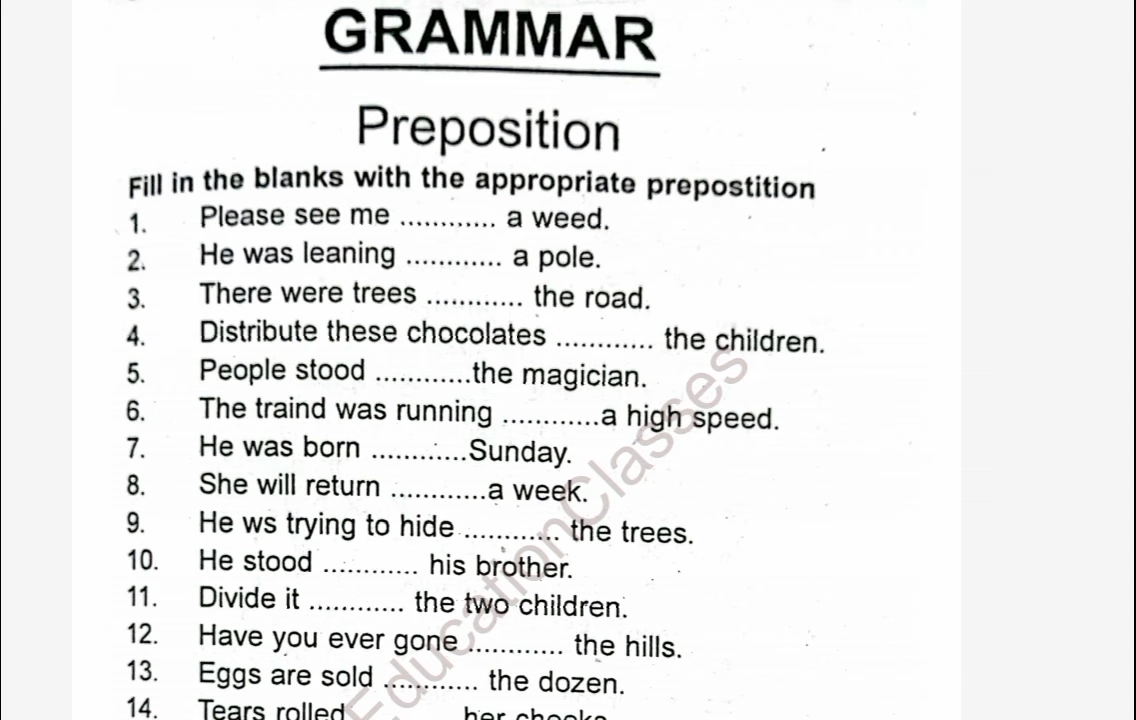 GRAMMAR
Preposition
Fill in the blanks with the appropriate prepostition
1. Please see me ............ a weed.
2. He was leaning ............ a pole.
3. There were trees ............ the road.
4. Distribute these chocolates ............ the children.
5. People stood ............the magician.
6. The traind was running ............a high speed.
7. He was born ............Sunday.
8. She will return ............a week.
9. He ws trying to hide ............ the trees.
10. He stood ............ his brother.
11. Divide it ............ the two children.
12. Have you ever gone ............ the hills.
13. Eggs are sold ............ the dozen.
14. Tears rolled her cheeks
EducationClasses